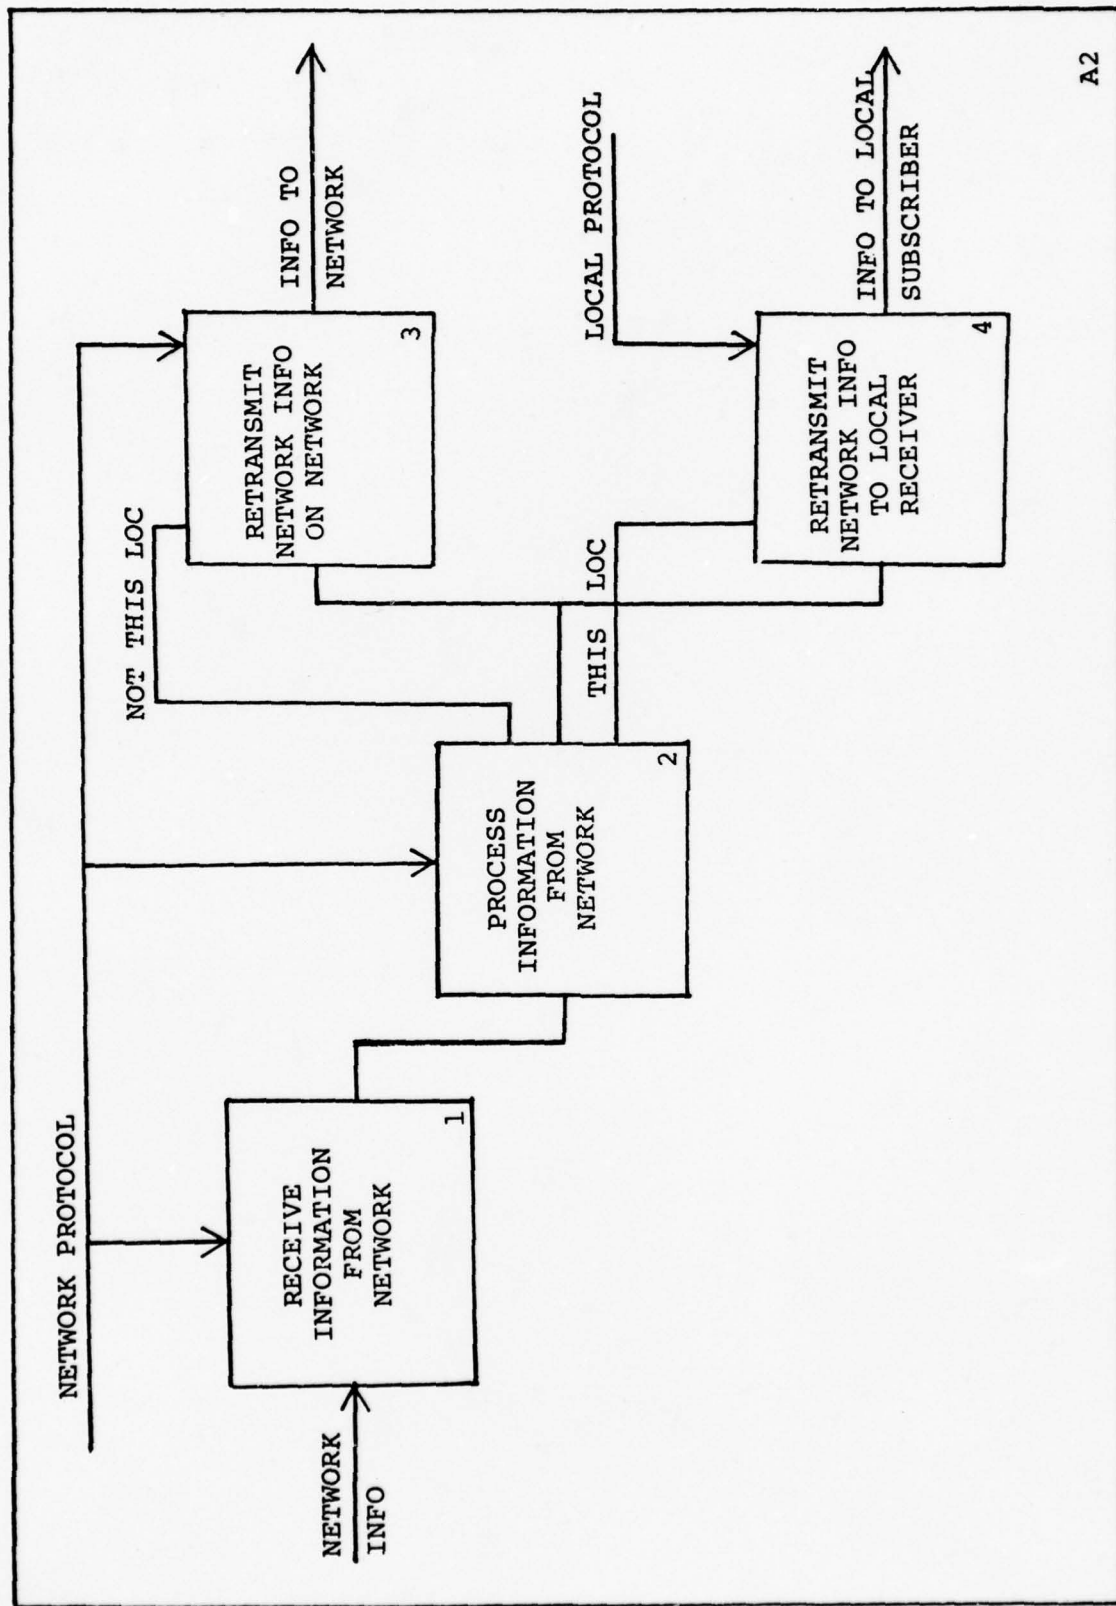 NETWORK PROTOCOL
NOT THIS LOC
NETWORK
INFO
RECEIVE
INFORMATION
FROM
NETWORK
1
PROCESS
INFORMATION
FROM
NETWORK
2
THIS LOC
RETRANSMIT
NETWORK INFO
ON NETWORK
3
INFO TO
NETWORK
LOCAL PROTOCOL
RETRANSMIT
NETWORK INFO
TO LOCAL
RECEIVER
4
INFO TO LOCAL
SUBSCRIBER
A2